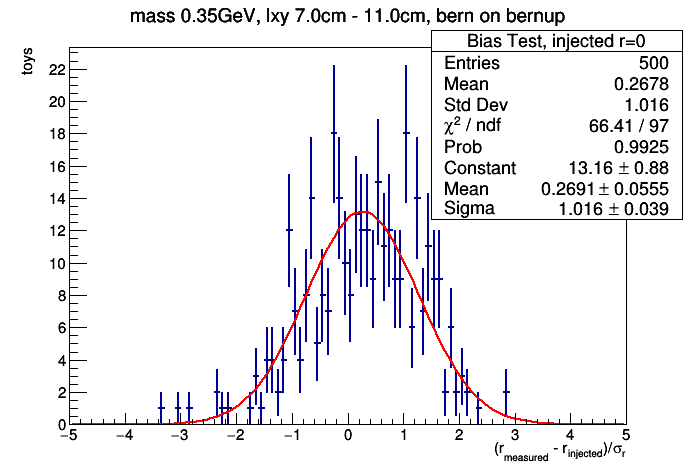 mass 0.35GeV, lxy 7.0cm - 11.0cm, bern on bernup
toys
Bias Test, injected r=0
Entries 500
Mean 0.2678
Std Dev 1.016
χ² / ndf 66.41 / 97
Prob 0.9925
Constant 13.16 ± 0.88
Mean 0.2691 ± 0.0555
Sigma 1.016 ± 0.039
22
20
18
16
14
12
10
8
6
4
2
0
−5 −4 −3 −2 −1 0 1 2 3 4 5
(r_measured - r_injected)/σ_r